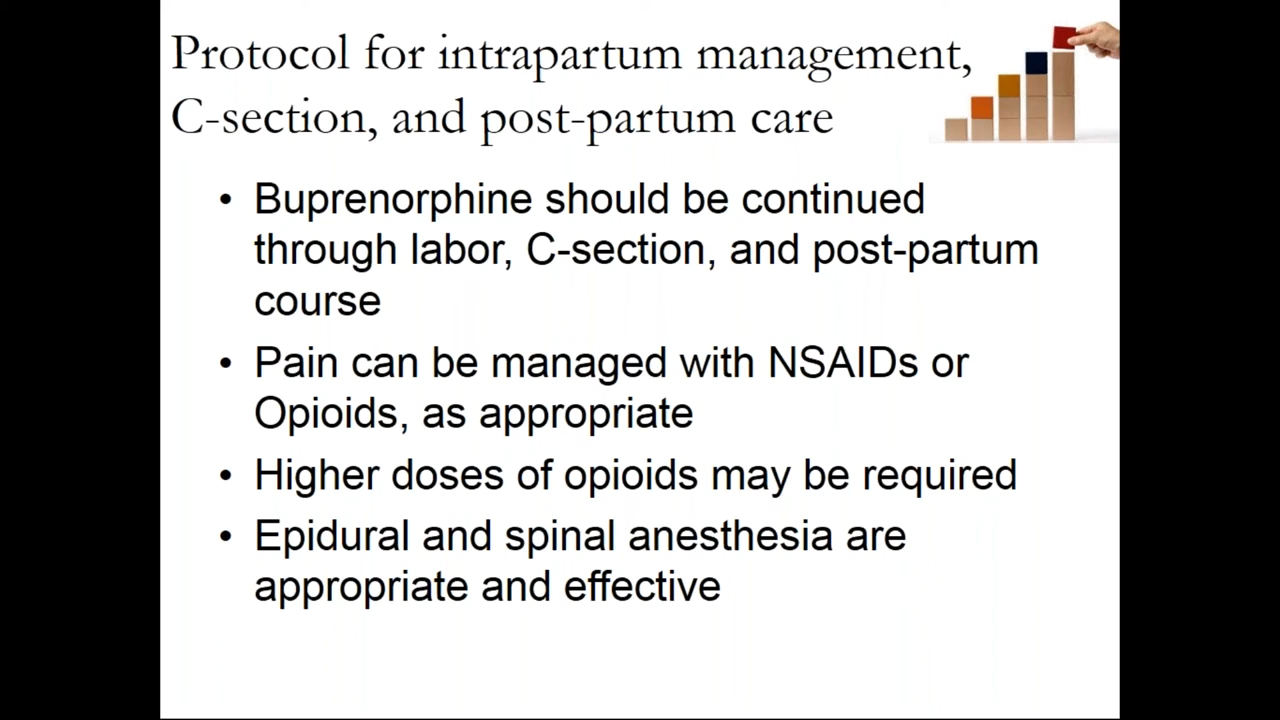 Protocol for intrapartum management,
C-section, and post-partum care
• Buprenorphine should be continued
through labor, C-section, and post-partum
course
• Pain can be managed with NSAIDs or
Opioids, as appropriate
• Higher doses of opioids may be required
• Epidural and spinal anesthesia are
appropriate and effective